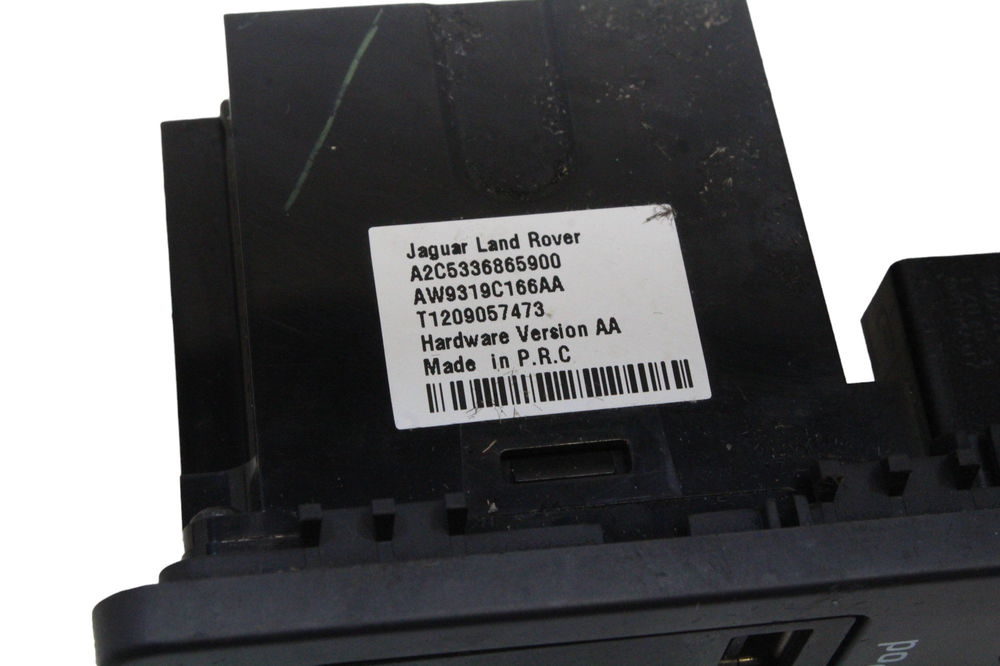 Jaguar Land Rover
A2C5336865900
AW9319C166AA
T1209057473
Hardware Version AA
Made in P.R.C